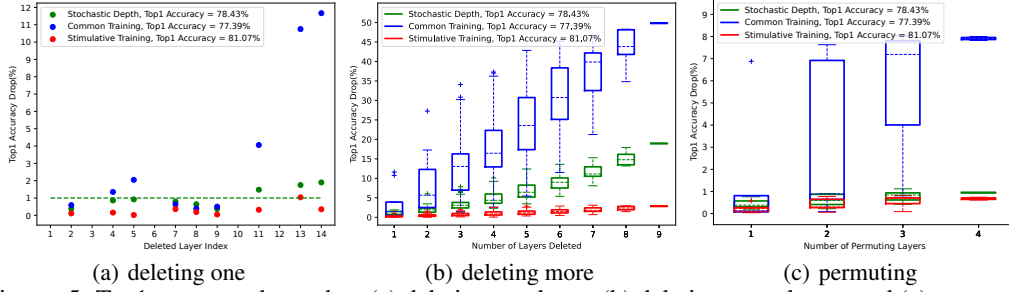 Stochastic Depth, Top1 Accuracy = 78.43%
Common Training, Top1 Accuracy = 77.39%
Stimulative Training, Top1 Accuracy = 81.07%
Top1 Accuracy Drop(%)
12
11
10
9
8
7
6
5
4
3
2
1
0
1 2 3 4 5 6 7 8 9 10 11 12 13 14
Deleted Layer Index
(a) deleting one
Stochastic Depth, Top1 Accuracy = 78.43%
Common Training, Top1 Accuracy = 77.39%
Stimulative Training, Top1 Accuracy = 81.07%
Top1 Accuracy Drop(%)
50
45
40
35
30
25
20
15
10
5
0
1 2 3 4 5 6 7 8 9
Number of Layers Deleted
(b) deleting more
Stochastic Depth, Top1 Accuracy = 78.43%
Common Training, Top1 Accuracy = 77.39%
Stimulative Training, Top1 Accuracy = 81.07%
Top1 Accuracy Drop(%)
9
8
7
6
5
4
3
2
1
0
1 2 3 4
Number of Permuting Layers
(c) permuting